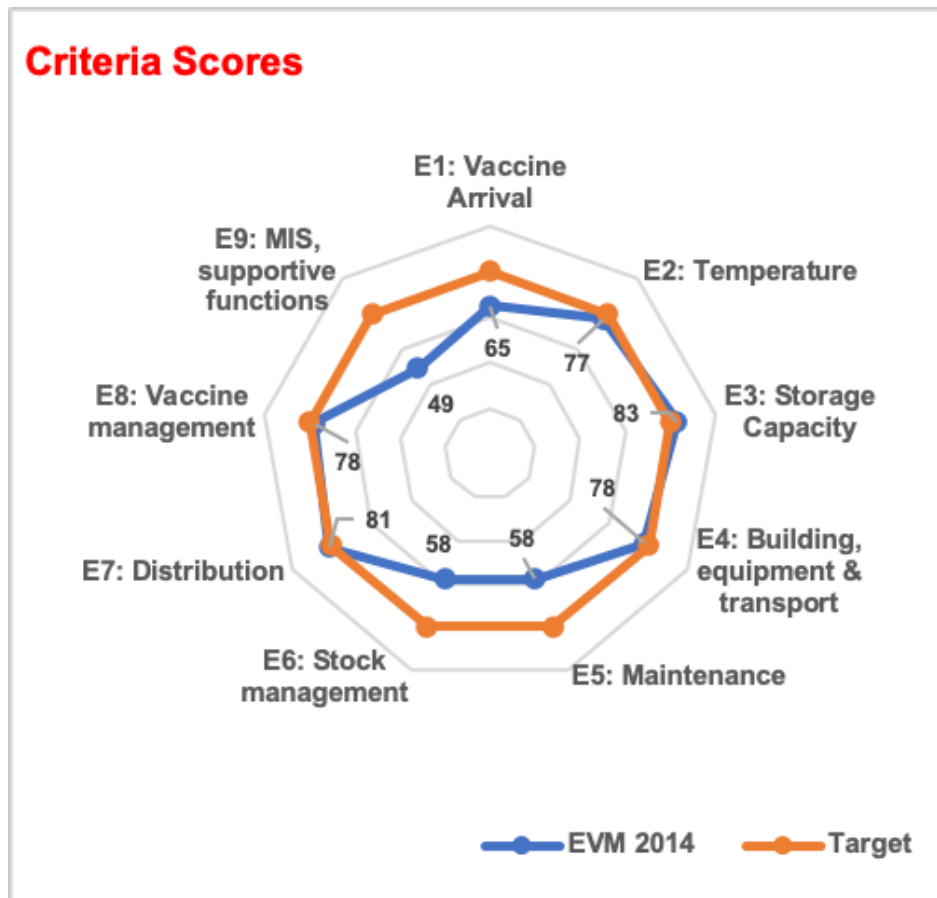 Criteria Scores
E1: Vaccine
Arrival
E9: MIS,
supportive
functions
E2: Temperature
65
77
E8: Vaccine
management
49
83
E3: Storage
Capacity
78
78
81
58
58
E7: Distribution
E4: Building,
equipment &
transport
E6: Stock
management
E5: Maintenance
EVM 2014
Target